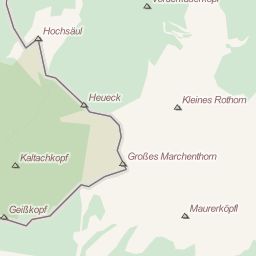 Hochsäul
Heueck
Kleines Rothorn
Großes Marchenthorn
Kaltachkopf
Geißkopf
Maurerköpfl